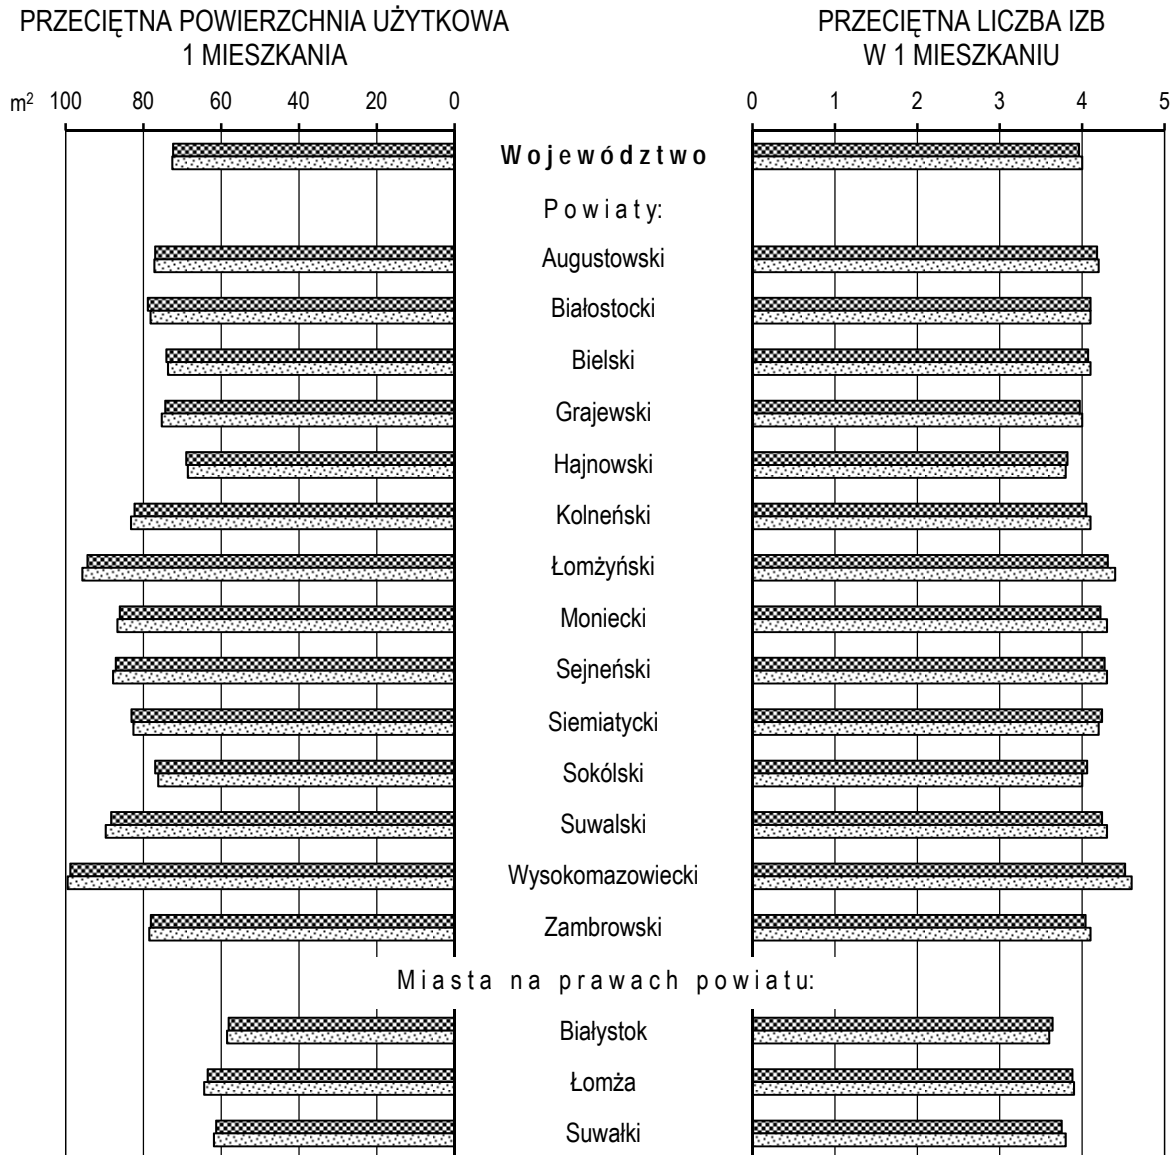 PRZECIĘTNA POWIERZCHNIA UŻYTKOWA
1 MIESZKANIA
PRZECIĘTNA LICZBA IZB
W 1 MIESZKANIU
m² 100 80 60 40 20 0
0 1 2 3 4 5
Województwo
Powiaty:
Augustowski
Białostocki
Bielski
Grajewski
Hajnowski
Kolneński
Łomżyński
Moniecki
Sejneński
Siemiatycki
Sokólski
Suwalski
Wysokomazowiecki
Zambrowski
Miasta na prawach powiatu:
Białystok
Łomża
Suwałki